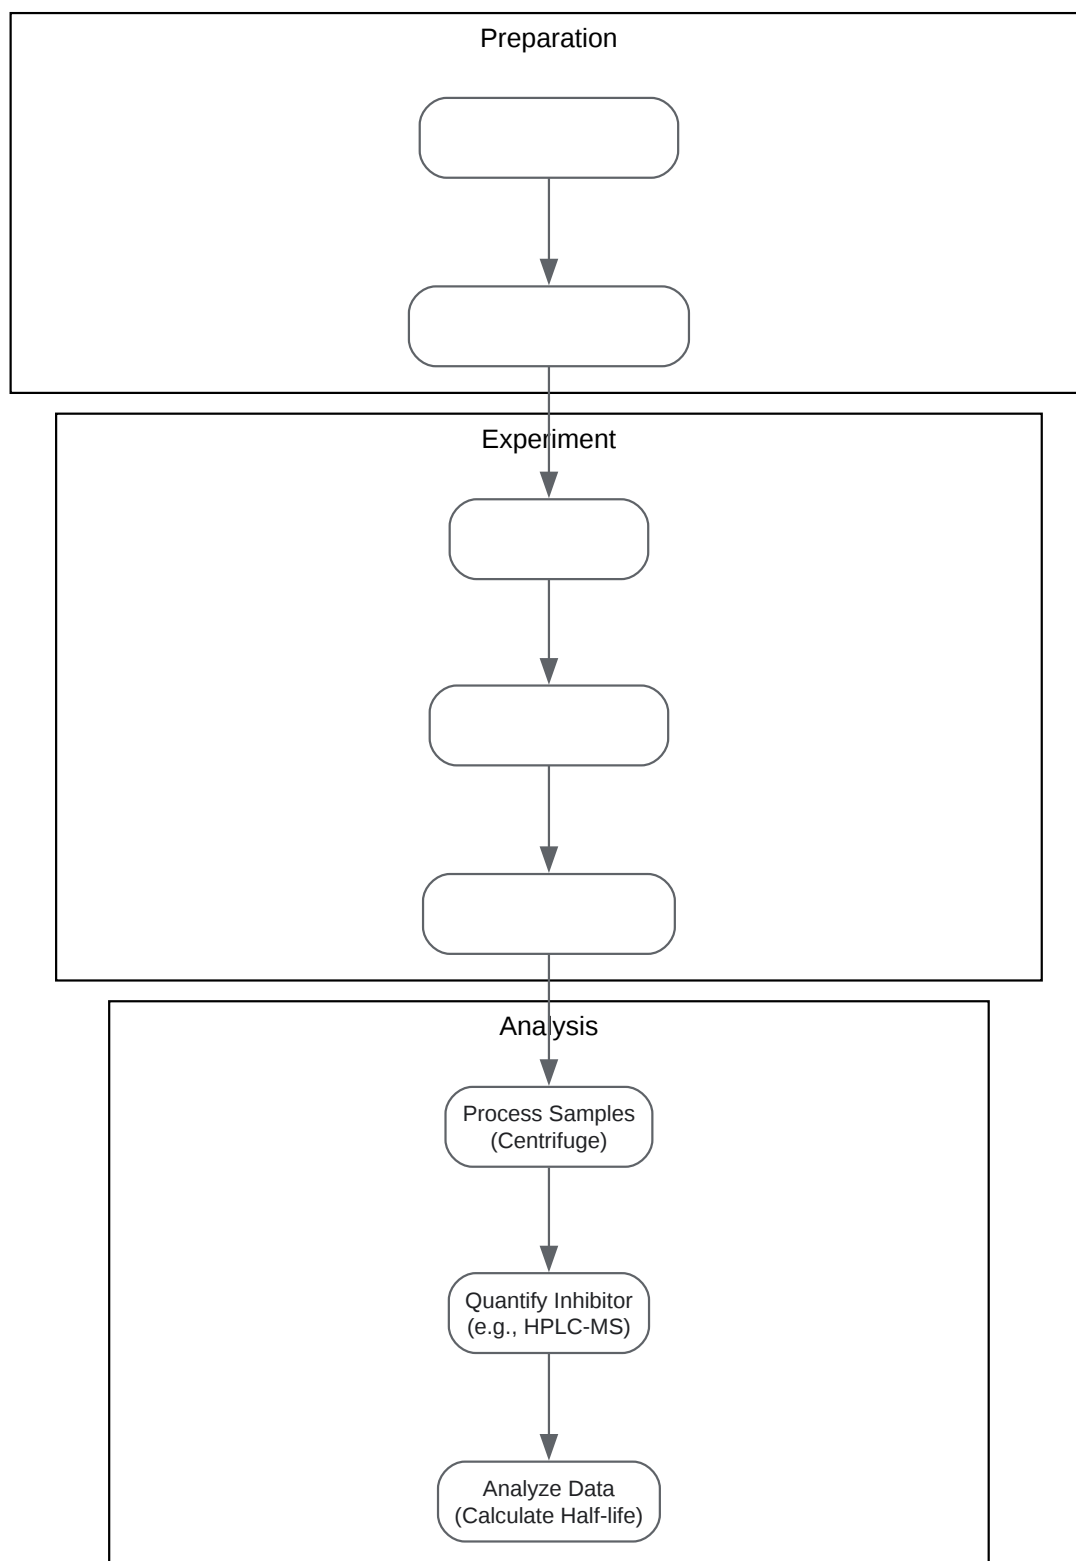 Preparation
Experiment
Analysis
Process Samples
(Centrifuge)
Quantify Inhibitor
(e.g., HPLC-MS)
Analyze Data
(Calculate Half-life)